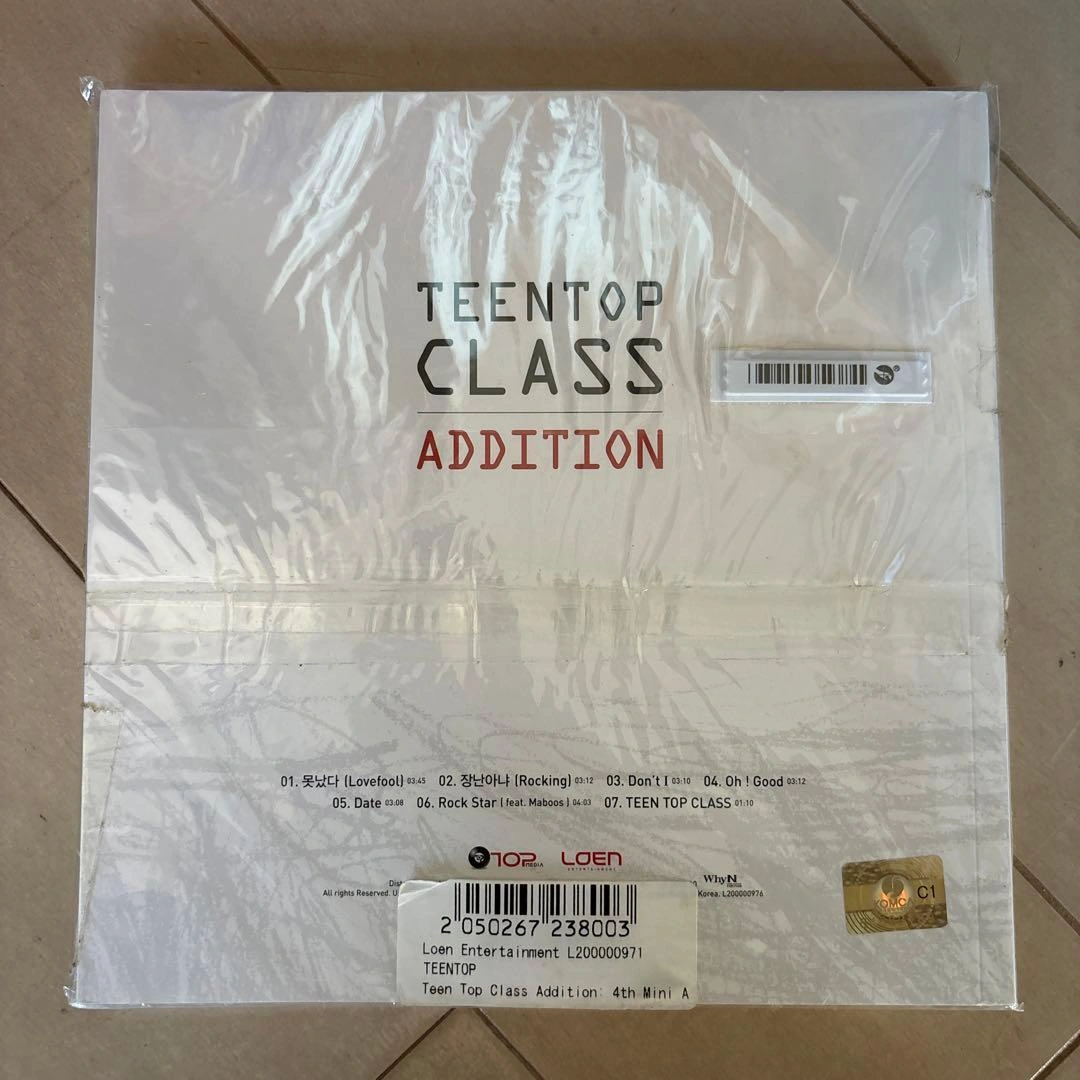 TEENTOP
CLASS
ADDITION
01. 못났다 (Lovefool) 03:45 02. 장난아냐 (Rocking) 03:12 03. Don't I 03:10 04. Oh ! Good 03:12
05. Date 03:08 06. Rock Star ( feat. Maboos ) 04:03 07. TEEN TOP CLASS 01:10
TOP MEDIA LOEN ENTERTAINMENT
WhyN
All rights Reserved. Korea. L200000976
KOMCA C1
2 050267 238003
Loen Entertainment L200000971
TEENTOP
Teen Top Class Addition: 4th Mini A